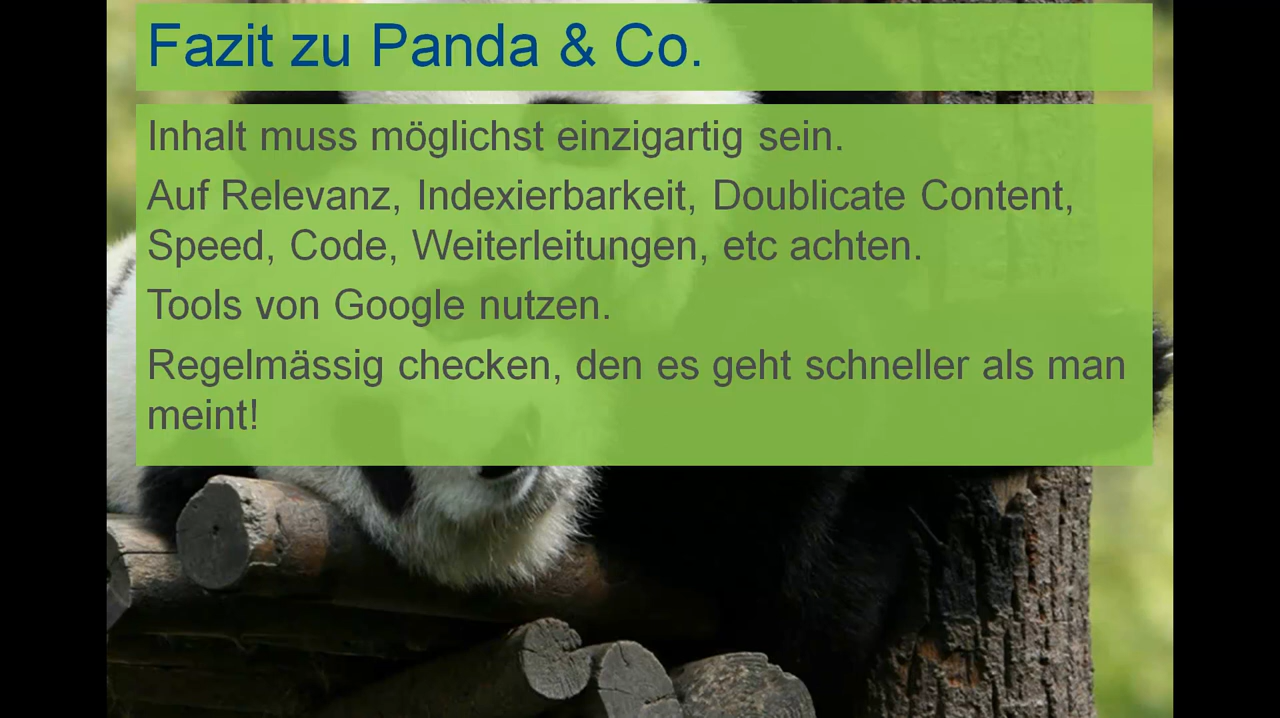 Fazit zu Panda & Co.
Inhalt muss möglichst einzigartig sein.
Auf Relevanz, Indexierbarkeit, Doublicate Content,
Speed, Code, Weiterleitungen, etc achten.
Tools von Google nutzen.
Regelmässig checken, den es geht schneller als man
meint!